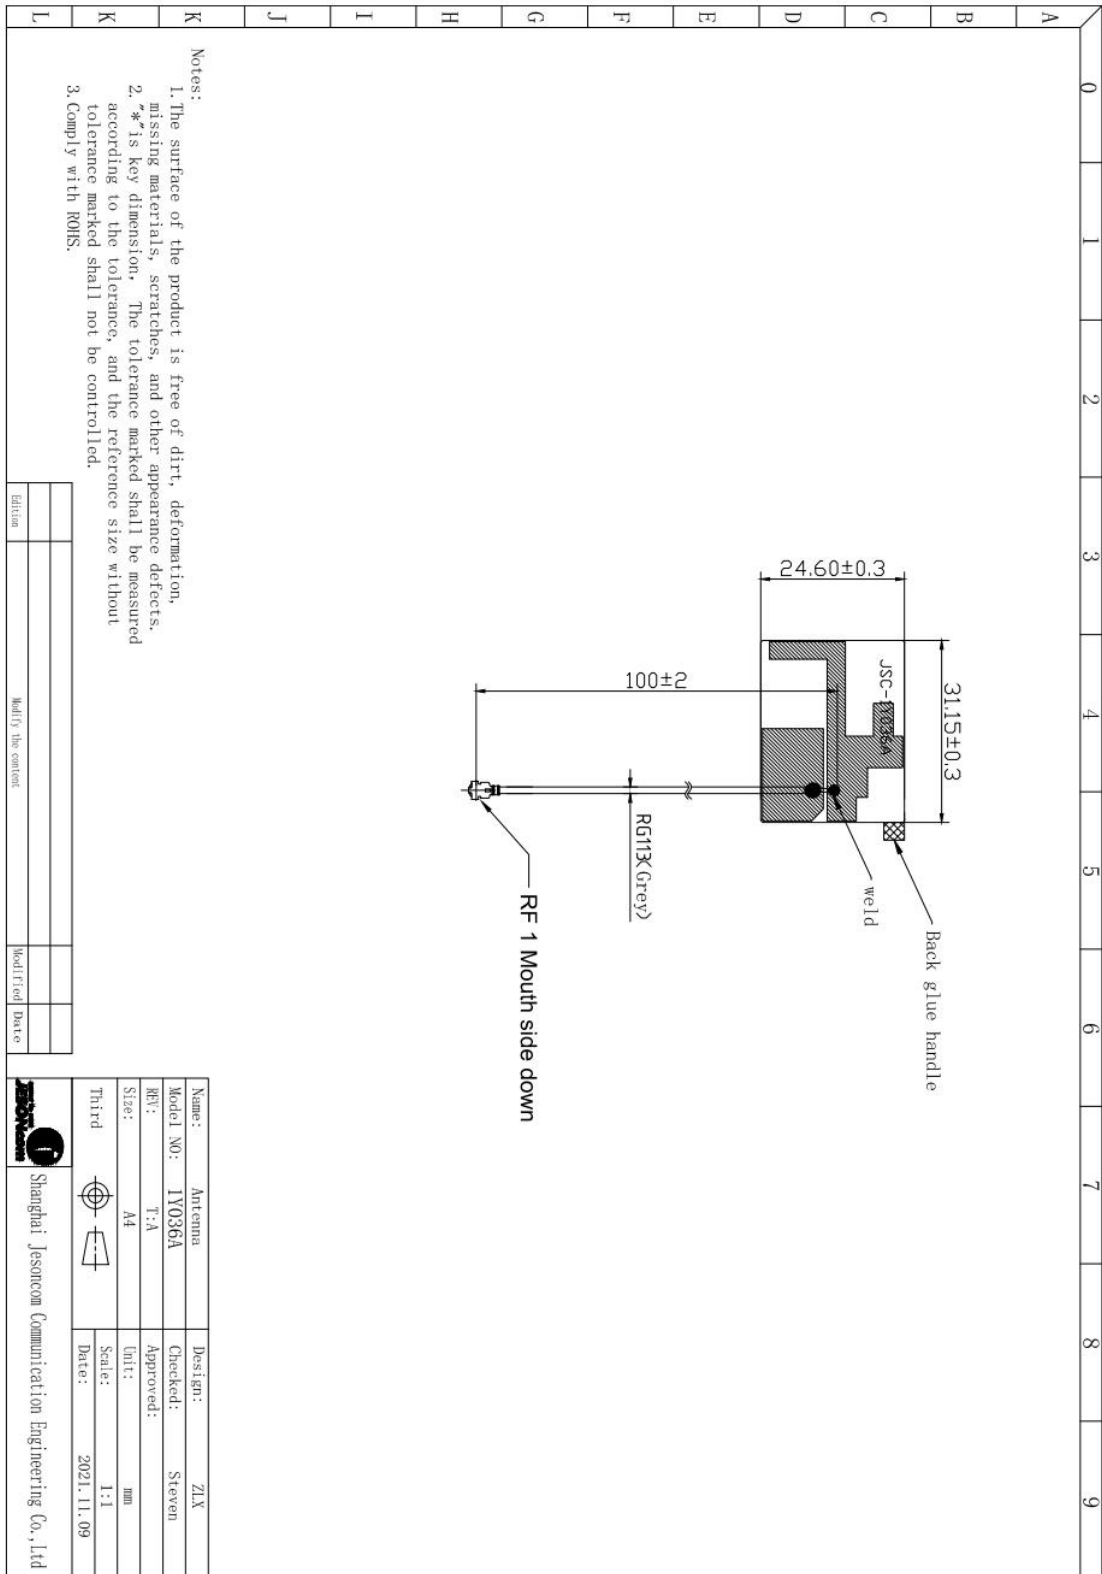 0 1 2 3 4 5 6 7 8 9
A
B
C
D
E
F
G
H
I
J
K
K
L
31.15±0.3
24.60±0.3
JSC-1Y036A
Back glue handle
weld
100±2
RG113(Grey)
RF 1 Mouth side down
Notes:
1. The surface of the product is free of dirt, deformation,
missing materials, scratches, and other appearance defects.
2. "*" is key dimension, The tolerance marked shall be measured
according to the tolerance, and the reference size without
tolerance marked shall not be controlled.
3. Comply with ROHS.
Edition Modify the content Modified Date
Name: Antenna Design: ZLX
Model NO: 1Y036A Checked: Steven
REV: T:A Approved:
Size: A4 Unit: mm
Third Scale: 1:1
Date: 2021.11.09
Shanghai Jesoncom Communication Engineering Co.,Ltd